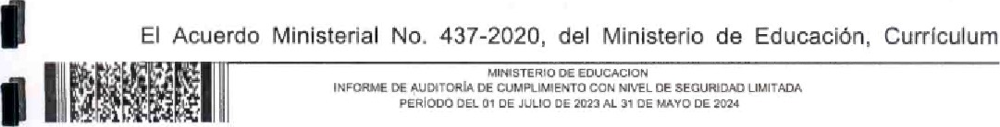 El Acuerdo Ministerial No. 437-2020, del Ministerio de Educación, Currículum
MINISTERIO DE EDUCACION
INFORME DE AUDITORÍA DE CUMPLIMIENTO CON NIVEL DE SEGURIDAD LIMITADA
PERÍODO DEL 01 DE JULIO DE 2023 AL 31 DE MAYO DE 2024